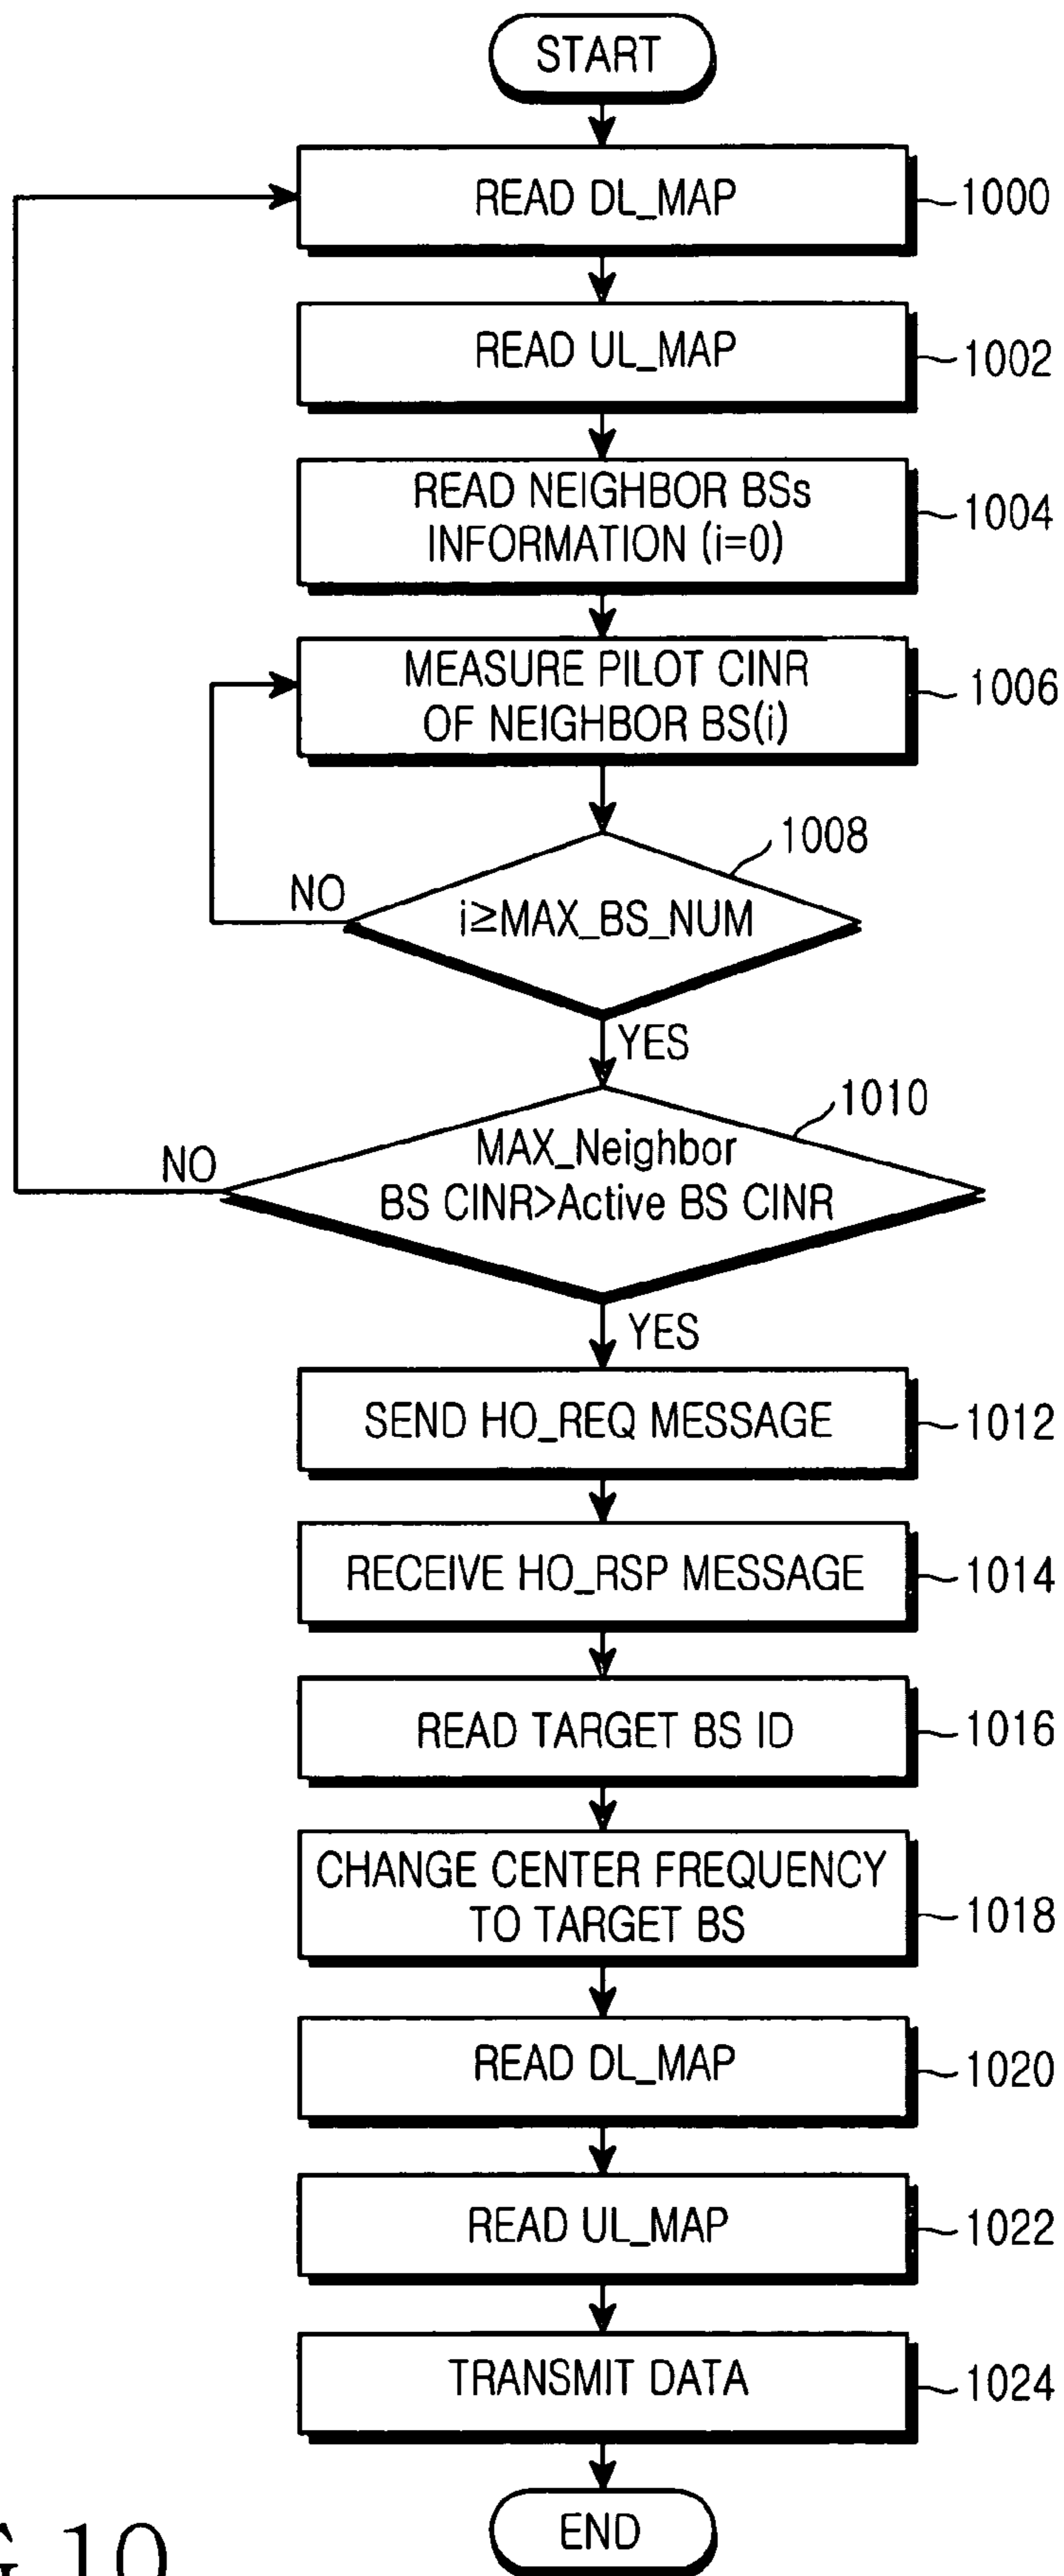 START
READ DL_MAP
1000
READ UL_MAP
1002
READ NEIGHBOR BSs
INFORMATION (i=0)
1004
MEASURE PILOT CINR
OF NEIGHBOR BS(i)
1006
1008
NO
i≥MAX_BS_NUM
YES
1010
NO
MAX_Neighbor
BS CINR>Active BS CINR
YES
SEND HO_REQ MESSAGE
1012
RECEIVE HO_RSP MESSAGE
1014
READ TARGET BS ID
1016
CHANGE CENTER FREQUENCY
TO TARGET BS
1018
READ DL_MAP
1020
READ UL_MAP
1022
TRANSMIT DATA
1024
END
10